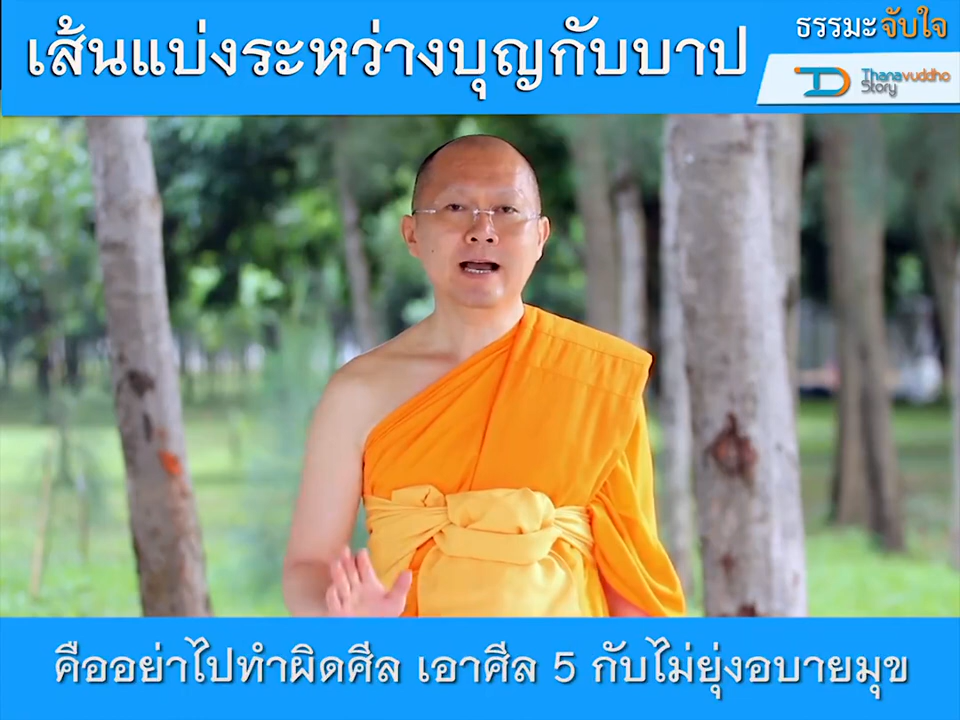 เส้นแบ่งระหว่างบุญกับบาป
ธรรมะจับใจ
Thanavuddho
Story
คืออย่าไปทำผิดศีล เอาศีล 5 กับไม่ยุ่งอบายมุข